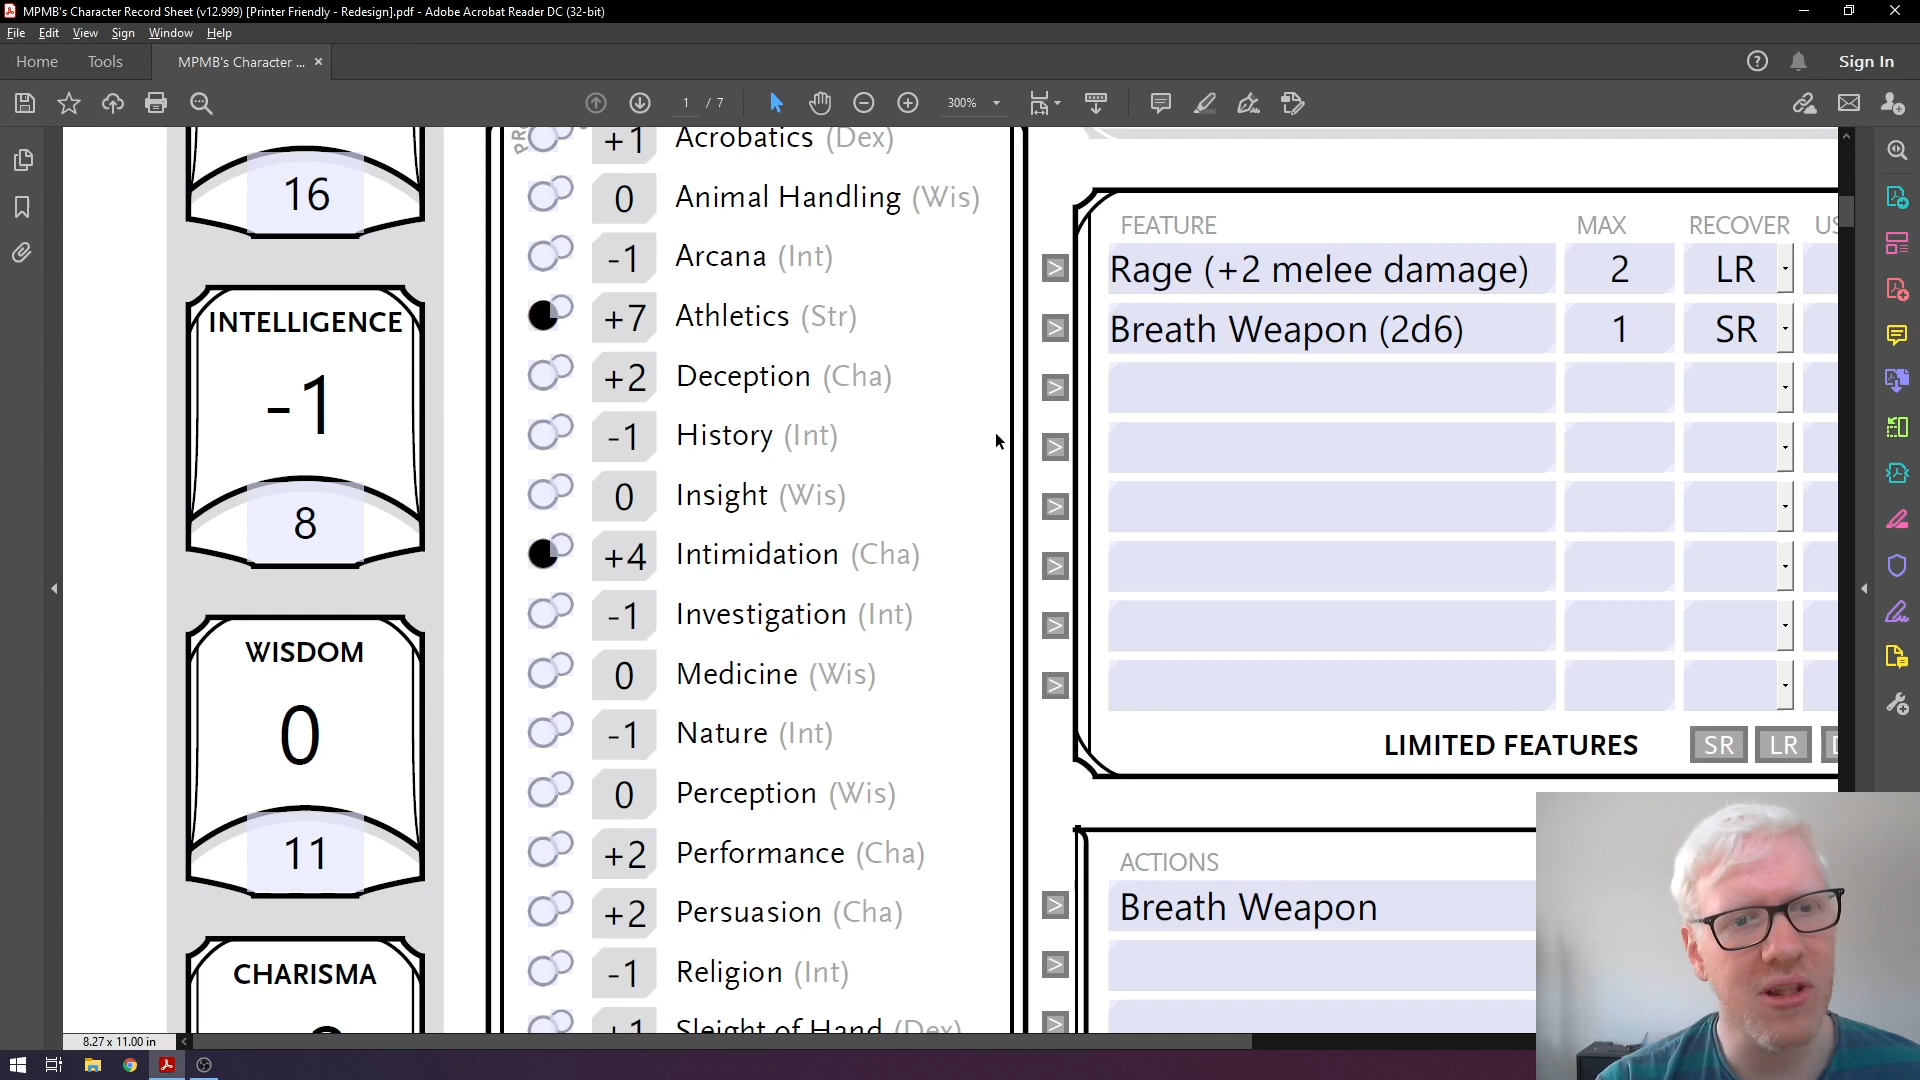 MPMB's Character Record Sheet (v12.999) [Printer Friendly - Redesign].pdf - Adobe Acrobat Reader DC (32-bit)
File Edit View Sign Window Help
Home Tools MPMB's Character ... × Sign In
1 / 7 300%
16
INTELLIGENCE
-1
8
WISDOM
0
11
CHARISMA
+1 Acrobatics (Dex)
0 Animal Handling (Wis)
-1 Arcana (Int)
+7 Athletics (Str)
+2 Deception (Cha)
-1 History (Int)
0 Insight (Wis)
+4 Intimidation (Cha)
-1 Investigation (Int)
0 Medicine (Wis)
-1 Nature (Int)
0 Perception (Wis)
+2 Performance (Cha)
+2 Persuasion (Cha)
-1 Religion (Int)
+1 Sleight of Hand (Dex)
FEATURE MAX RECOVER US
> Rage (+2 melee damage) 2 LR
> Breath Weapon (2d6) 1 SR
>
>
>
>
>
>
LIMITED FEATURES SR LR
ACTIONS
> Breath Weapon
>
>
8.27 x 11.00 in <